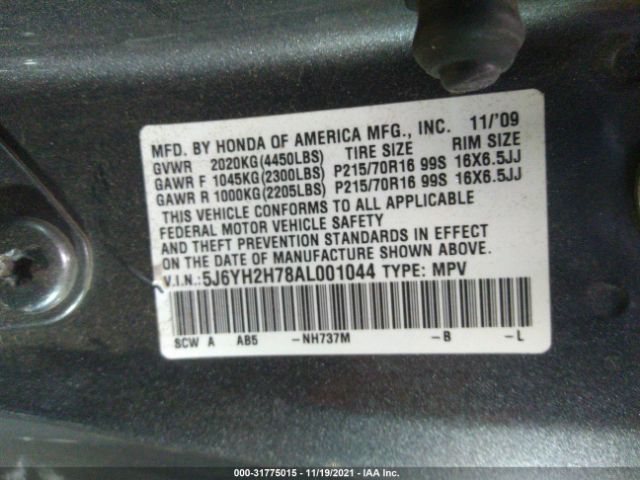 MFD. BY HONDA OF AMERICA MFG., INC. 11/'09
GVWR 2020KG(4450LBS) TIRE SIZE RIM SIZE
GAWR F 1045KG(2300LBS) P215/70R16 99S 16X6.5JJ
GAWR R 1000KG(2205LBS) P215/70R16 99S 16X6.5JJ
THIS VEHICLE CONFORMS TO ALL APPLICABLE
FEDERAL MOTOR VEHICLE SAFETY
AND THEFT PREVENTION STANDARDS IN EFFECT
ON THE DATE OF MANUFACTURE SHOWN ABOVE.
V.I.N.:5J6YH2H78AL001044 TYPE: MPV
SCW A AB5 -NH737M -B -L
000-31775015 - 11/19/2021 - IAA Inc.